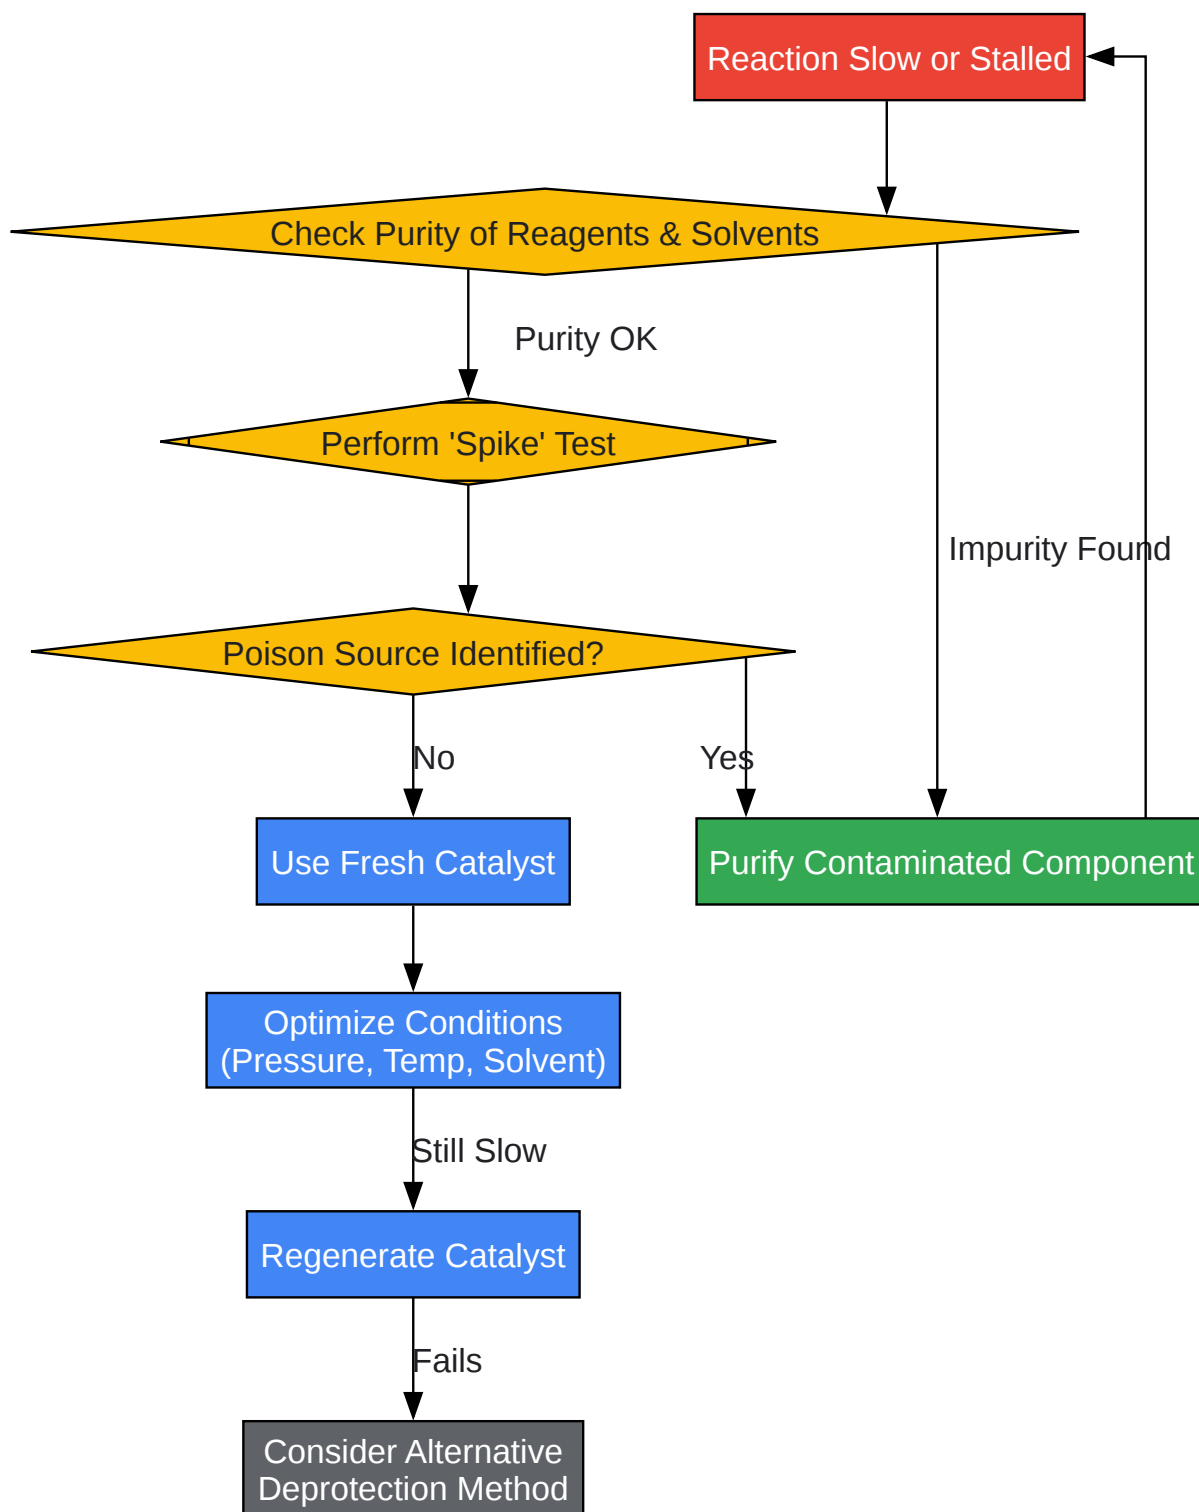 Reaction Slow or Stalled
Check Purity of Reagents & Solvents
Purity OK
Perform 'Spike' Test
Impurity Found
Poison Source Identified?
No
Yes
Use Fresh Catalyst
Purify Contaminated Component
Optimize Conditions
(Pressure, Temp, Solvent)
Still Slow
Regenerate Catalyst
Fails
Consider Alternative
Deprotection Method